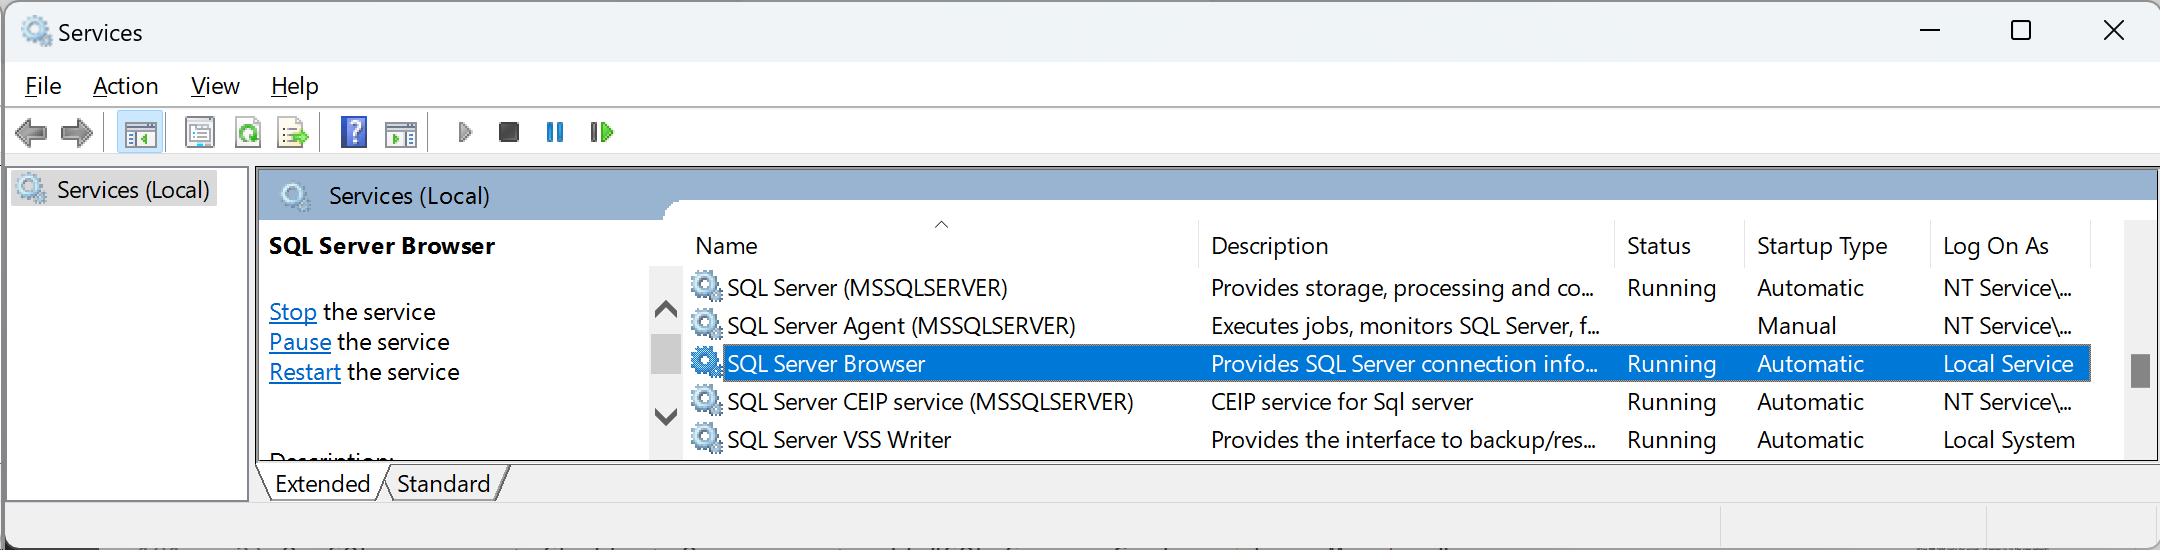 Services
File Action View Help
Services (Local)
Services (Local)
SQL Server Browser
Stop the service
Pause the service
Restart the service
Description:
Name Description Status Startup Type Log On As
SQL Server (MSSQLSERVER) Provides storage, processing and co... Running Automatic NT Service\...
SQL Server Agent (MSSQLSERVER) Executes jobs, monitors SQL Server, f... Manual NT Service\...
SQL Server Browser Provides SQL Server connection info... Running Automatic Local Service
SQL Server CEIP service (MSSQLSERVER) CEIP service for Sql server Running Automatic NT Service\...
SQL Server VSS Writer Provides the interface to backup/res... Running Automatic Local System
Extended Standard